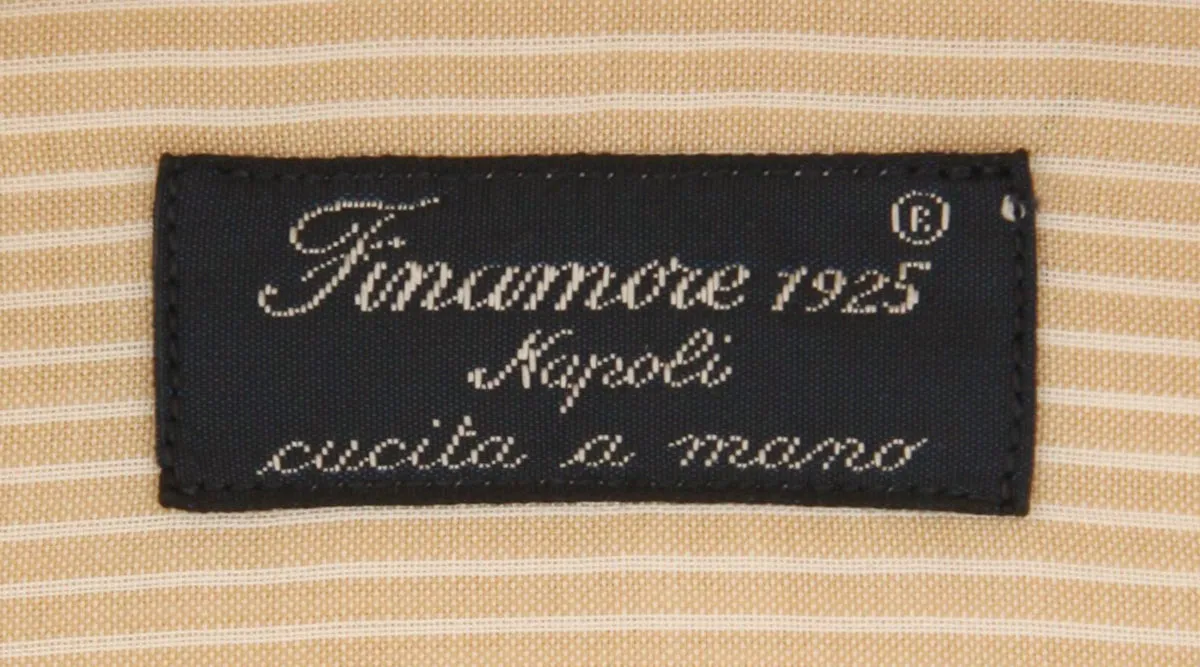 Finamore 1925 ®
Napoli
cucita a mano